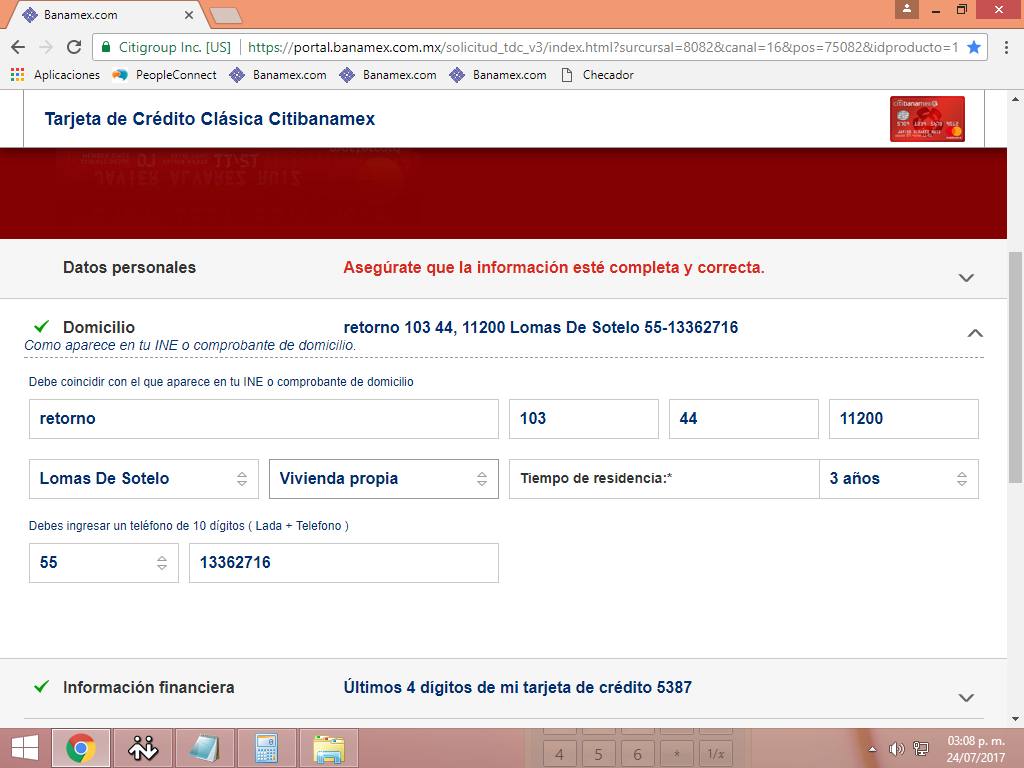 Banamex.com
Citigroup Inc. [US] https://portal.banamex.com.mx/solicitud_tdc_v3/index.html?surcursal=8082&canal=16&pos=75082&idproducto=1
Aplicaciones PeopleConnect Banamex.com Banamex.com Banamex.com Checador
Tarjeta de Crédito Clásica Citibanamex
citibanamex
JAVIER ALVAREZ RUIZ
Datos personales Asegúrate que la información esté completa y correcta.
Domicilio retorno 103 44, 11200 Lomas De Sotelo 55-13362716
Como aparece en tu INE o comprobante de domicilio.
Debe coincidir con el que aparece en tu INE o comprobante de domicilio
retorno 103 44 11200
Lomas De Sotelo Vivienda propia Tiempo de residencia:* 3 años
Debes ingresar un teléfono de 10 dígitos ( Lada + Telefono )
55 13362716
Información financiera Últimos 4 dígitos de mi tarjeta de crédito 5387
4 5 6 * 1/x
03:08 p. m.
24/07/2017